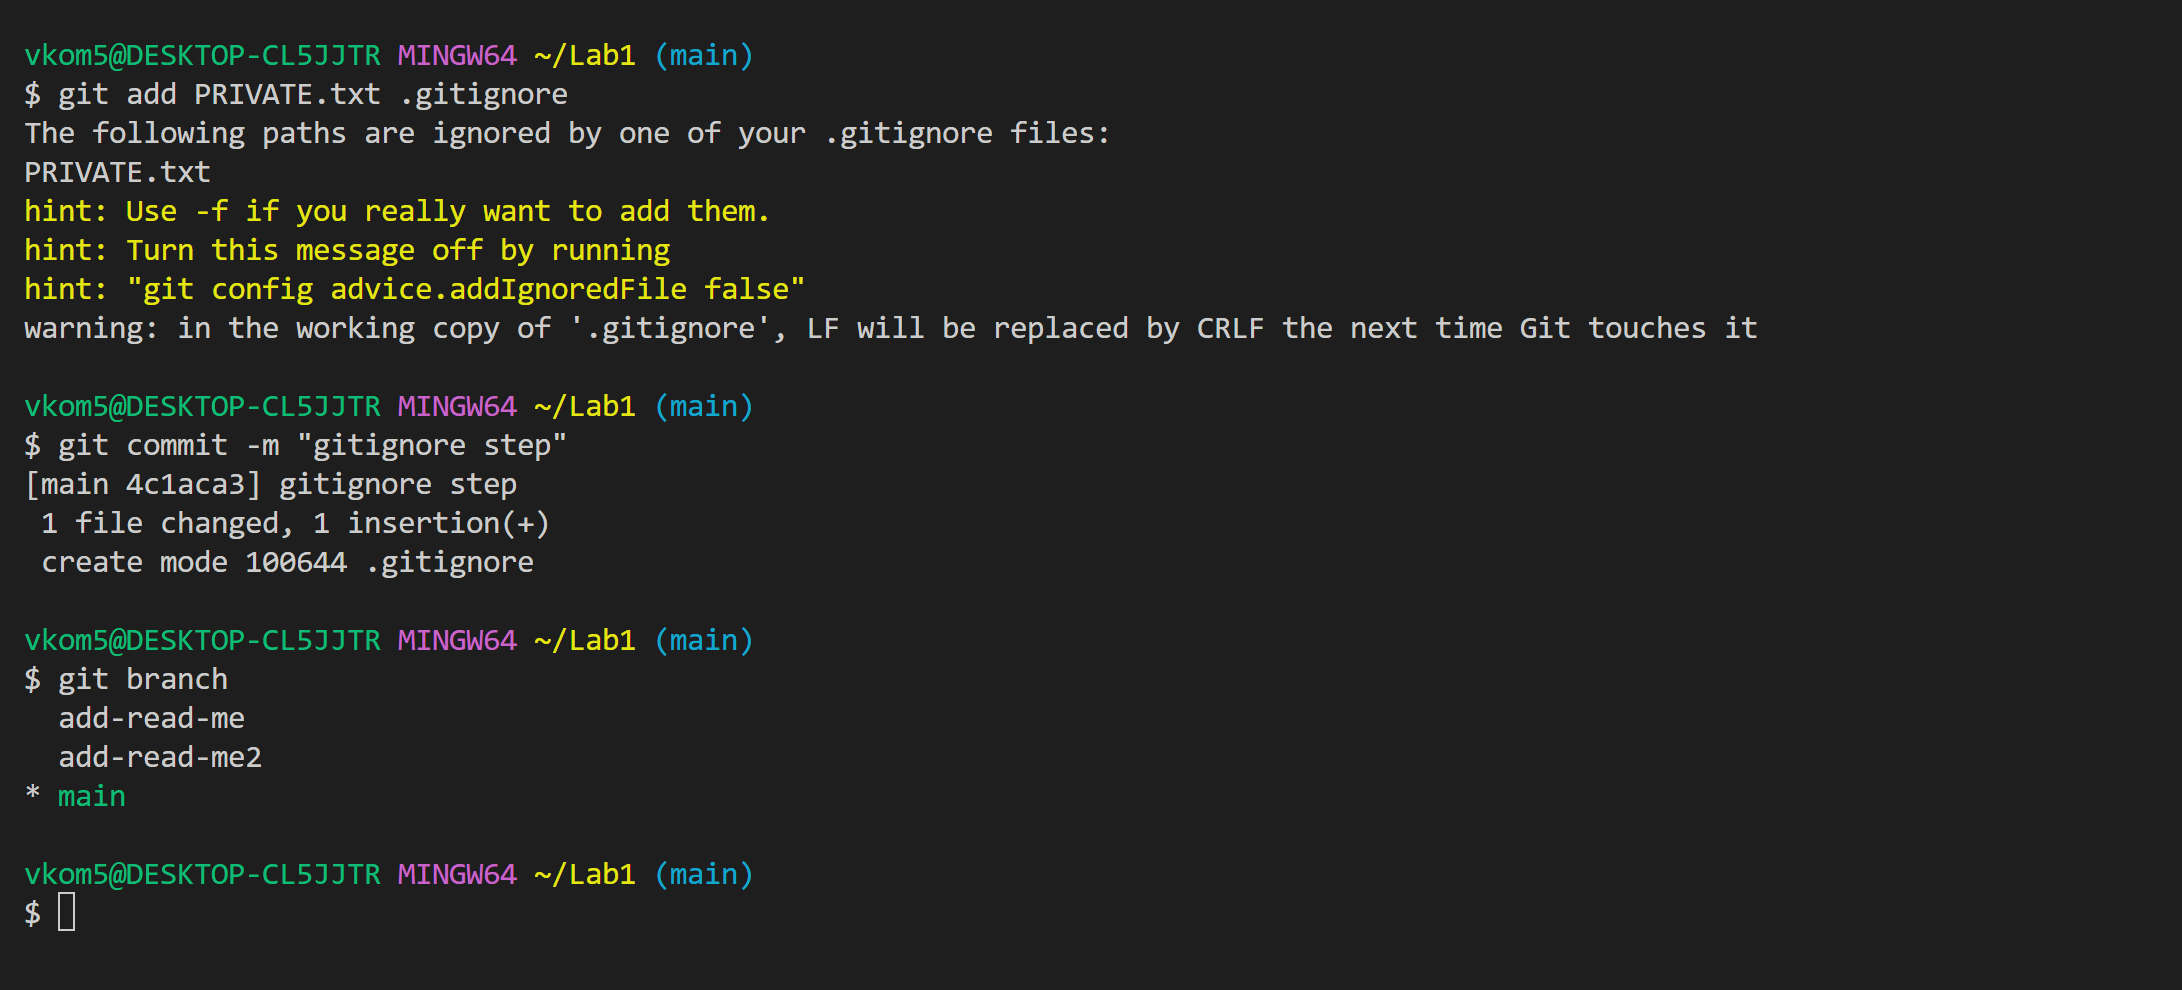 vkom5@DESKTOP-CL5JJTR MINGW64 ~/Lab1 (main)
$ git add PRIVATE.txt .gitignore
The following paths are ignored by one of your .gitignore files:
PRIVATE.txt
hint: Use -f if you really want to add them.
hint: Turn this message off by running
hint: "git config advice.addIgnoredFile false"
warning: in the working copy of '.gitignore', LF will be replaced by CRLF the next time Git touches it
vkom5@DESKTOP-CL5JJTR MINGW64 ~/Lab1 (main)
$ git commit -m "gitignore step"
[main 4c1aca3] gitignore step
 1 file changed, 1 insertion(+)
 create mode 100644 .gitignore
vkom5@DESKTOP-CL5JJTR MINGW64 ~/Lab1 (main)
$ git branch
  add-read-me
  add-read-me2
* main
vkom5@DESKTOP-CL5JJTR MINGW64 ~/Lab1 (main)
$